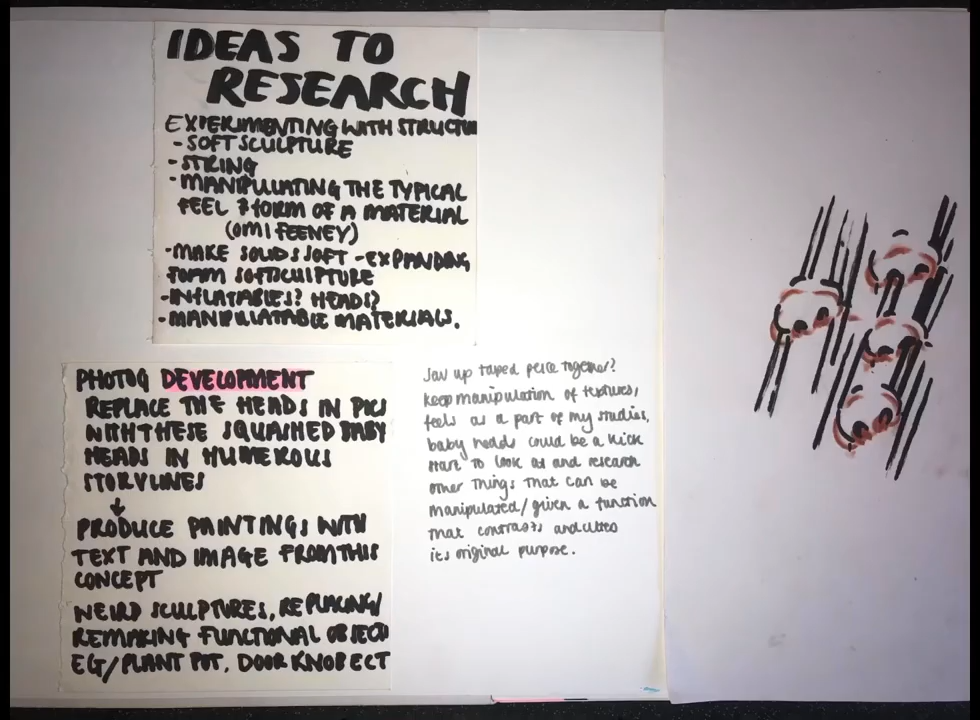 IDEAS TO
RESEARCH
EXPERIMENTING WITH STRUCTU
- SOFT SCULPTURE
- STRING
- MANIPULATING THE TYPICAL
FEEL & FORM OF A MATERIAL
(OMI FEENEY)
- MAKE SOLIDS SOFT - EXPANDING
FOAM SOFTSCULPTURE
- INFLATABLES? HEADS?
- MANIPULATABLE MATERIALS.
PHOTOG DEVELOPMENT
REPLACE THE HEADS IN PICS
WITH THESE SQUASHED BABY
HEADS IN HUMEROUS
STORYLINES
↓
PRODUCE PAINTINGS WITH
TEXT AND IMAGE FROM THIS
CONCEPT
WEIRD SCULPTURES, REPLACING/
REMAKING FUNCTIONAL OBJECTS
EG/PLANT POT, DOOR KNOB ECT
up taped peice together?
keep manipulation of textures,
feels as a part of my studies,
baby heads could be a kick
start to look at and research
other things that can be
manipulated/given a function
that contrasts and alters
its original purpose.